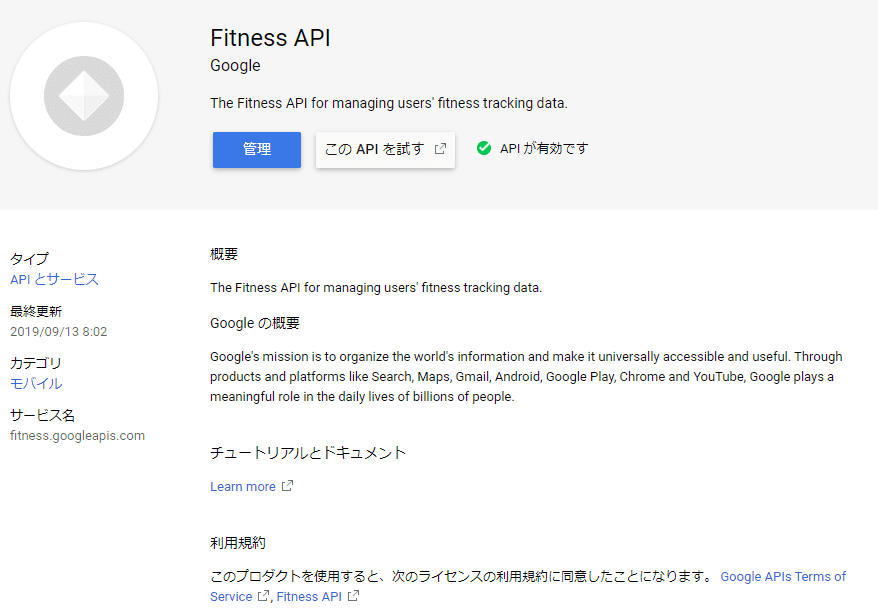 Fitness API
Google
The Fitness API for managing users' fitness tracking data.
管理
この API を試す
API が有効です
タイプ
API とサービス
最終更新
2019/09/13 8:02
カテゴリ
モバイル
サービス名
fitness.googleapis.com
概要
The Fitness API for managing users' fitness tracking data.
Google の概要
Google's mission is to organize the world's information and make it universally accessible and useful. Through
products and platforms like Search, Maps, Gmail, Android, Google Play, Chrome and YouTube, Google plays a
meaningful role in the daily lives of billions of people.
チュートリアルとドキュメント
Learn more
利用規約
このプロダクトを使用すると、次のライセンスの利用規約に同意したことになります。 Google APIs Terms of
Service , Fitness API